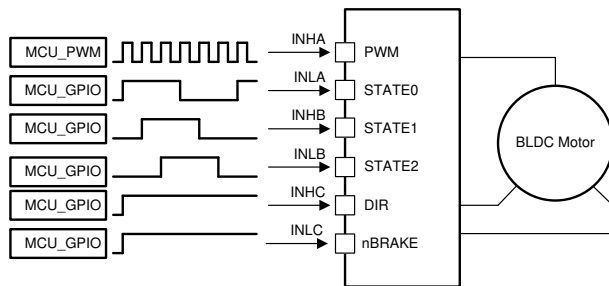 MCU_PWM INHA PWM
MCU_GPIO INLA STATE0
MCU_GPIO INHB STATE1
BLDC Motor
MCU_GPIO INLB STATE2
MCU_GPIO INHC DIR
MCU_GPIO INLC nBRAKE